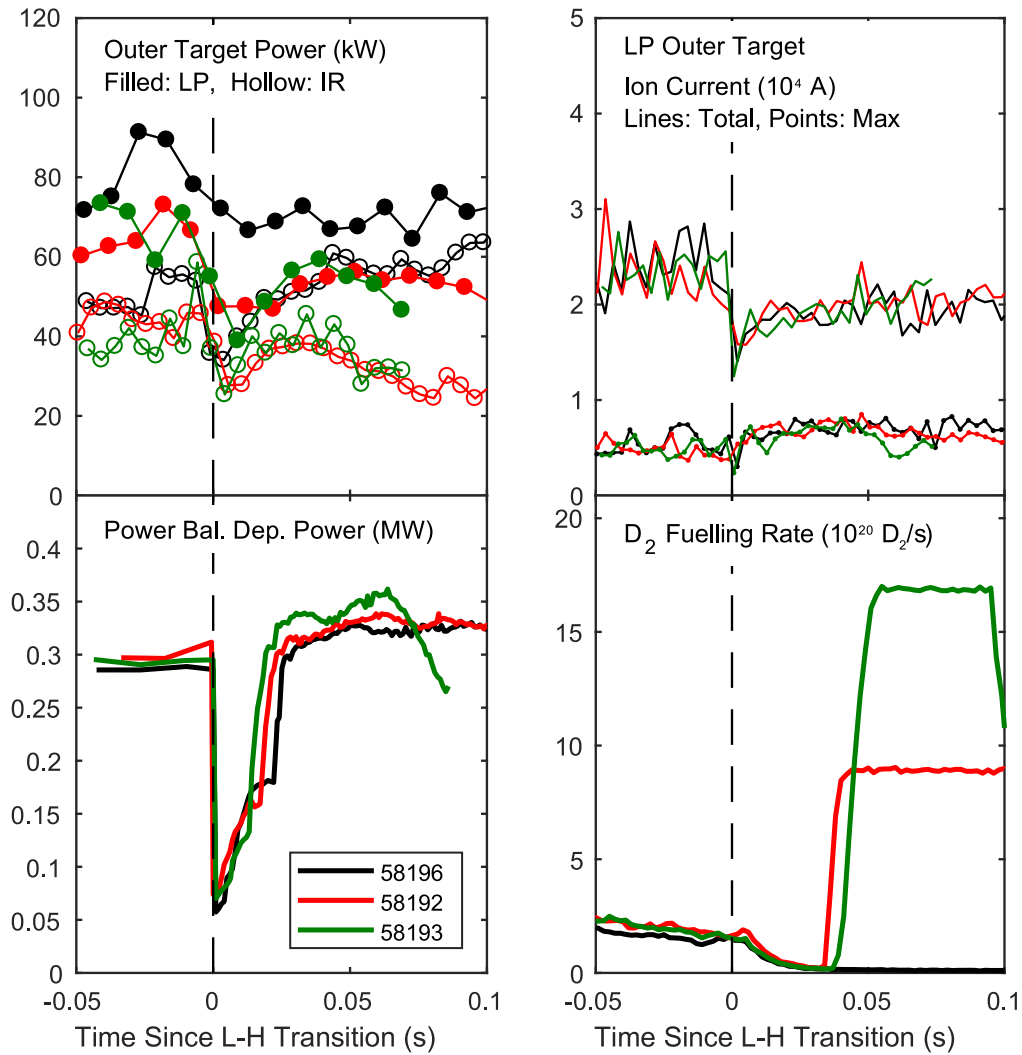 120
100
80
60
40
20
0
Outer Target Power (kW)
Filled: LP, Hollow: IR
5
4
3
2
1
0
LP Outer Target
Ion Current (10⁴ A)
Lines: Total, Points: Max
0.4
0.35
0.3
0.25
0.2
0.15
0.1
0.05
0
Power Bal. Dep. Power (MW)
58196
58192
58193
-0.05 0 0.05 0.1
Time Since L-H Transition (s)
20
15
10
5
0
D₂ Fuelling Rate (10²⁰ D₂/s)
-0.05 0 0.05 0.1
Time Since L-H Transition (s)